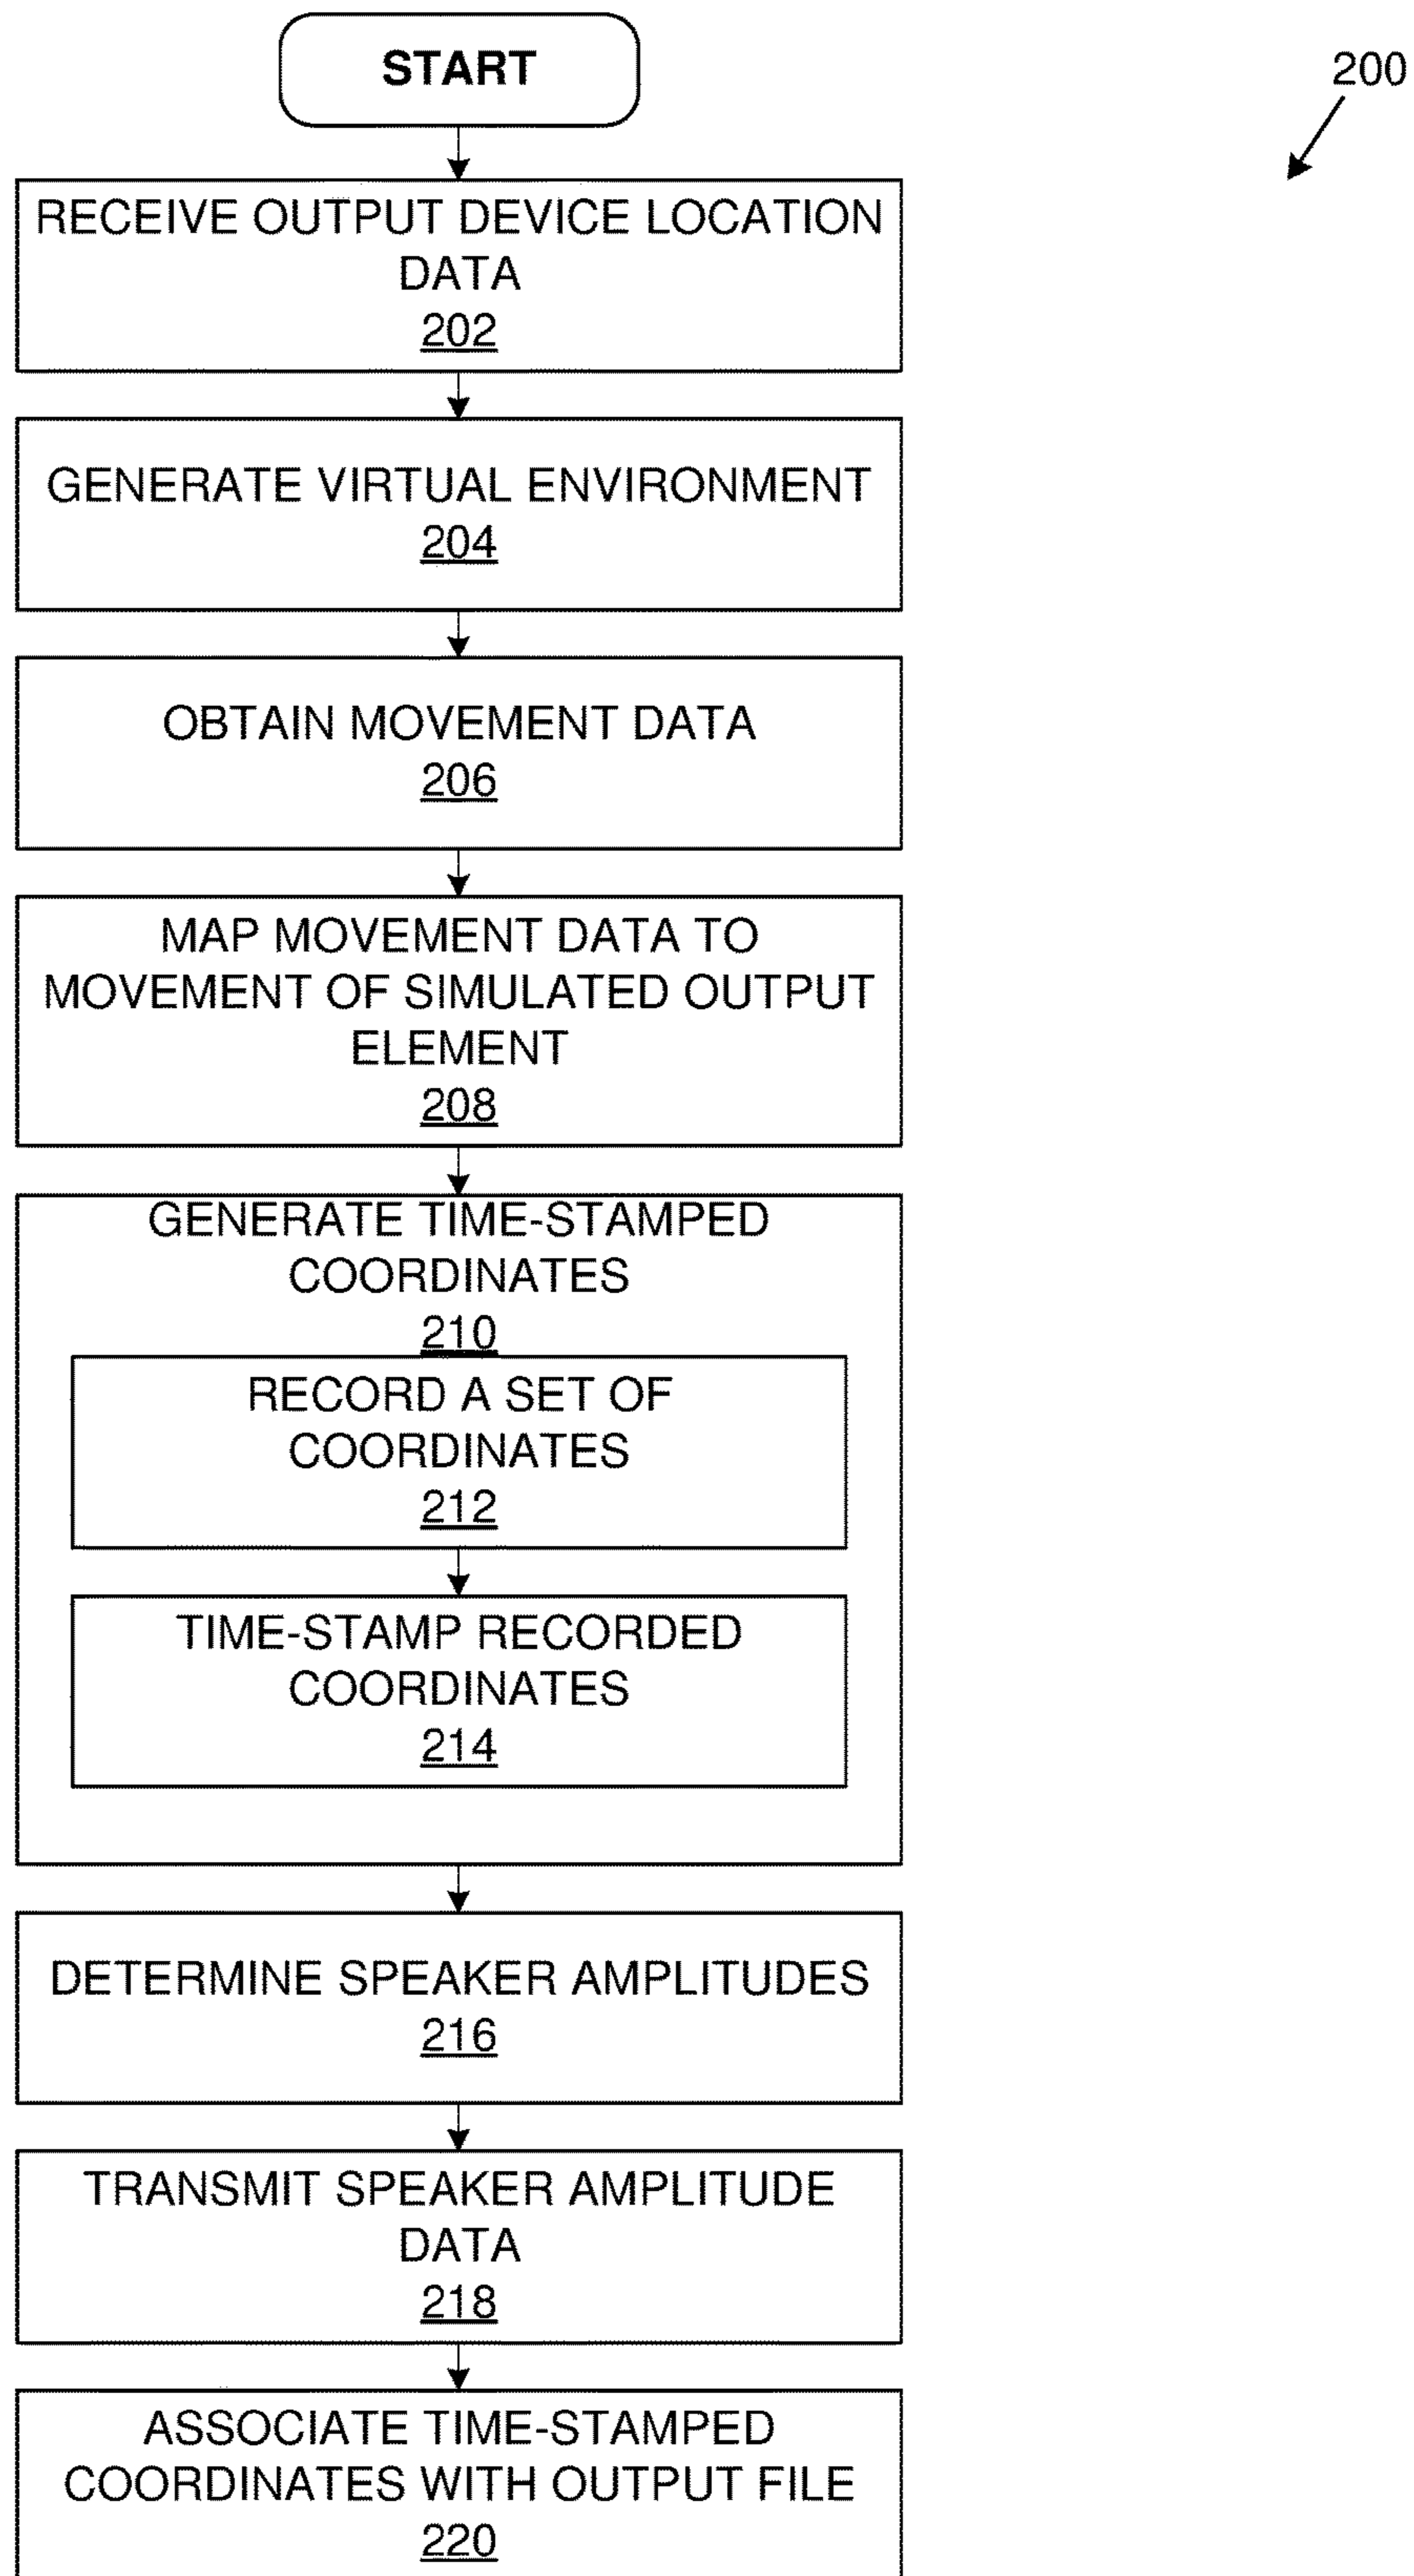 START
200
RECEIVE OUTPUT DEVICE LOCATION
DATA
202
GENERATE VIRTUAL ENVIRONMENT
204
OBTAIN MOVEMENT DATA
206
MAP MOVEMENT DATA TO
MOVEMENT OF SIMULATED OUTPUT
ELEMENT
208
GENERATE TIME-STAMPED
COORDINATES
210
RECORD A SET OF
COORDINATES
212
TIME-STAMP RECORDED
COORDINATES
214
DETERMINE SPEAKER AMPLITUDES
216
TRANSMIT SPEAKER AMPLITUDE
DATA
218
ASSOCIATE TIME-STAMPED
COORDINATES WITH OUTPUT FILE
220